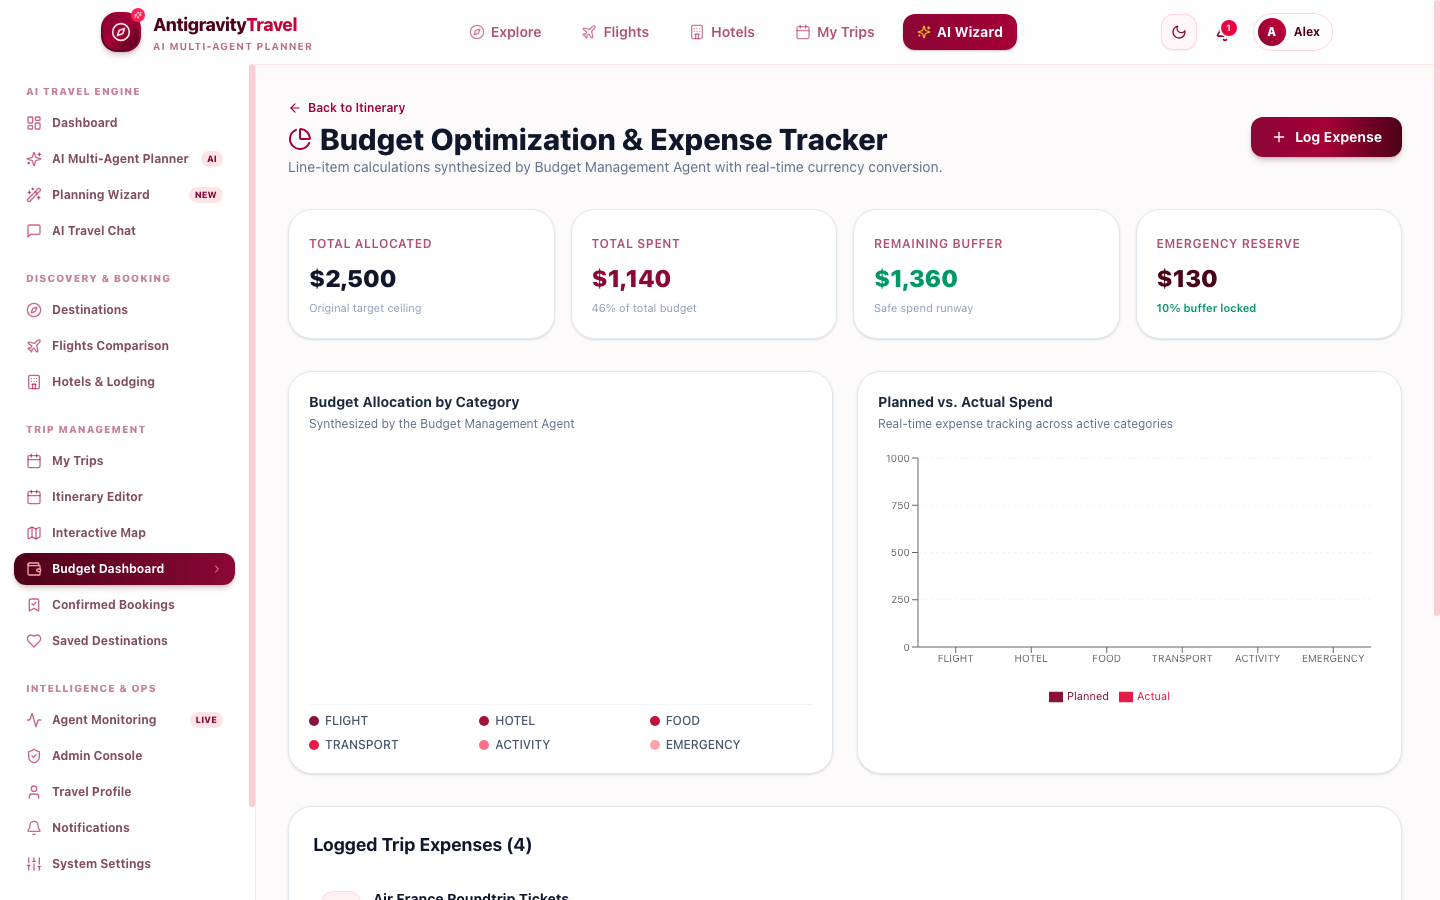 AntigravityTravel
AI MULTI-AGENT PLANNER
Explore
Flights
Hotels
My Trips
AI Wizard
1
A
Alex
AI TRAVEL ENGINE
Dashboard
AI Multi-Agent Planner
AI
Planning Wizard
NEW
AI Travel Chat
DISCOVERY & BOOKING
Destinations
Flights Comparison
Hotels & Lodging
TRIP MANAGEMENT
My Trips
Itinerary Editor
Interactive Map
Budget Dashboard
Confirmed Bookings
Saved Destinations
INTELLIGENCE & OPS
Agent Monitoring
LIVE
Admin Console
Travel Profile
Notifications
System Settings
Back to Itinerary
Budget Optimization & Expense Tracker
Line-item calculations synthesized by Budget Management Agent with real-time currency conversion.
Log Expense
TOTAL ALLOCATED
$2,500
Original target ceiling
TOTAL SPENT
$1,140
46% of total budget
REMAINING BUFFER
$1,360
Safe spend runway
EMERGENCY RESERVE
$130
10% buffer locked
Budget Allocation by Category
Synthesized by the Budget Management Agent
FLIGHT
HOTEL
FOOD
TRANSPORT
ACTIVITY
EMERGENCY
Planned vs. Actual Spend
Real-time expense tracking across active categories
1000
750
500
250
0
FLIGHT
HOTEL
FOOD
TRANSPORT
ACTIVITY
EMERGENCY
Planned
Actual
Logged Trip Expenses (4)
Air France Roundtrip Tickets